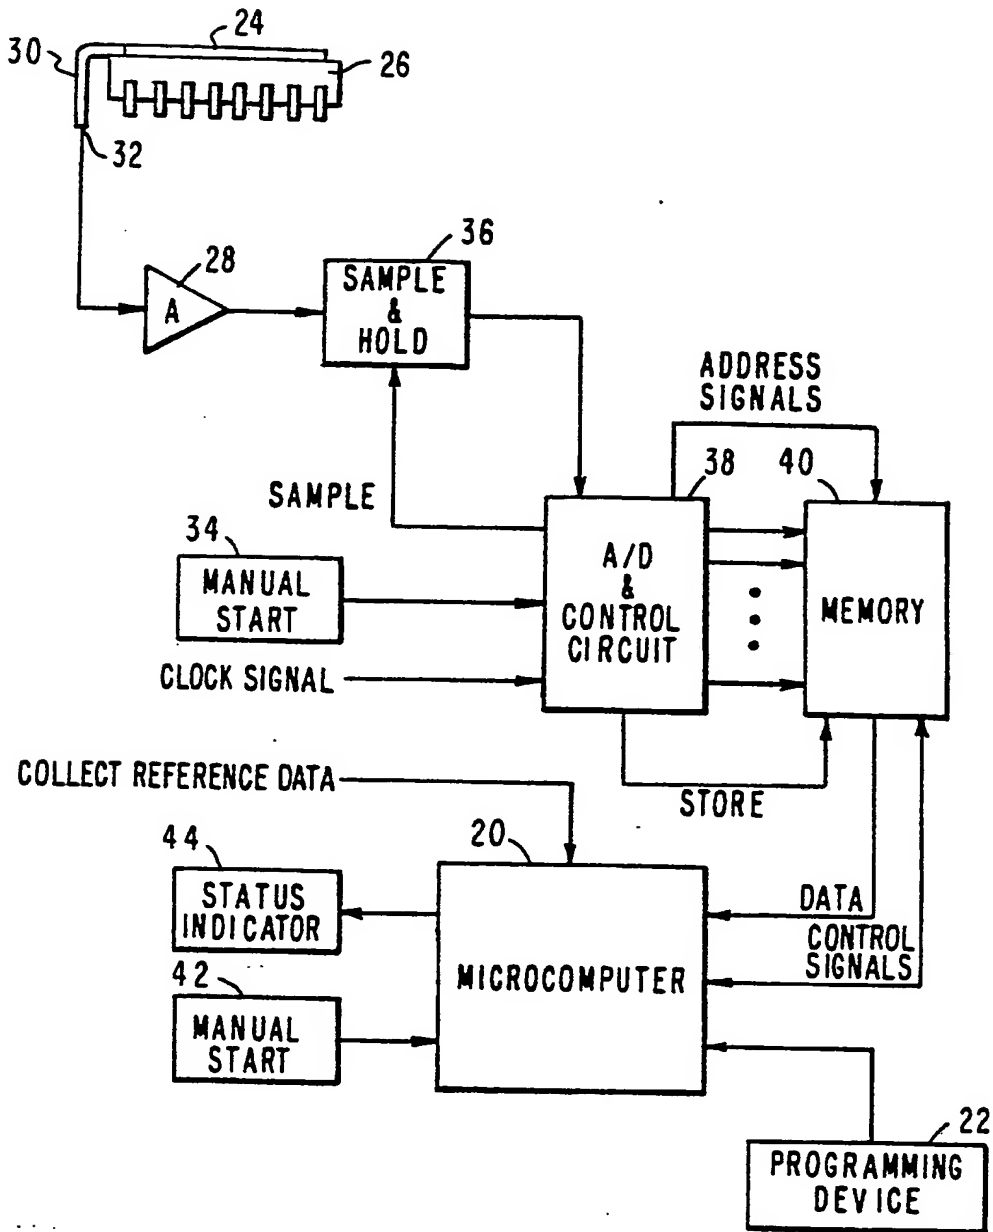 24
30
26
32
28
A
36
SAMPLE
&
HOLD
ADDRESS
SIGNALS
38
40
SAMPLE
34
MANUAL
START
A/D
&
CONTROL
CIRCUIT
MEMORY
CLOCK SIGNAL
COLLECT REFERENCE DATA
STORE
20
44
STATUS
INDICATOR
DATA
CONTROL
SIGNALS
MICROCOMPUTER
42
MANUAL
START
22
PROGRAMMING
DEVICE